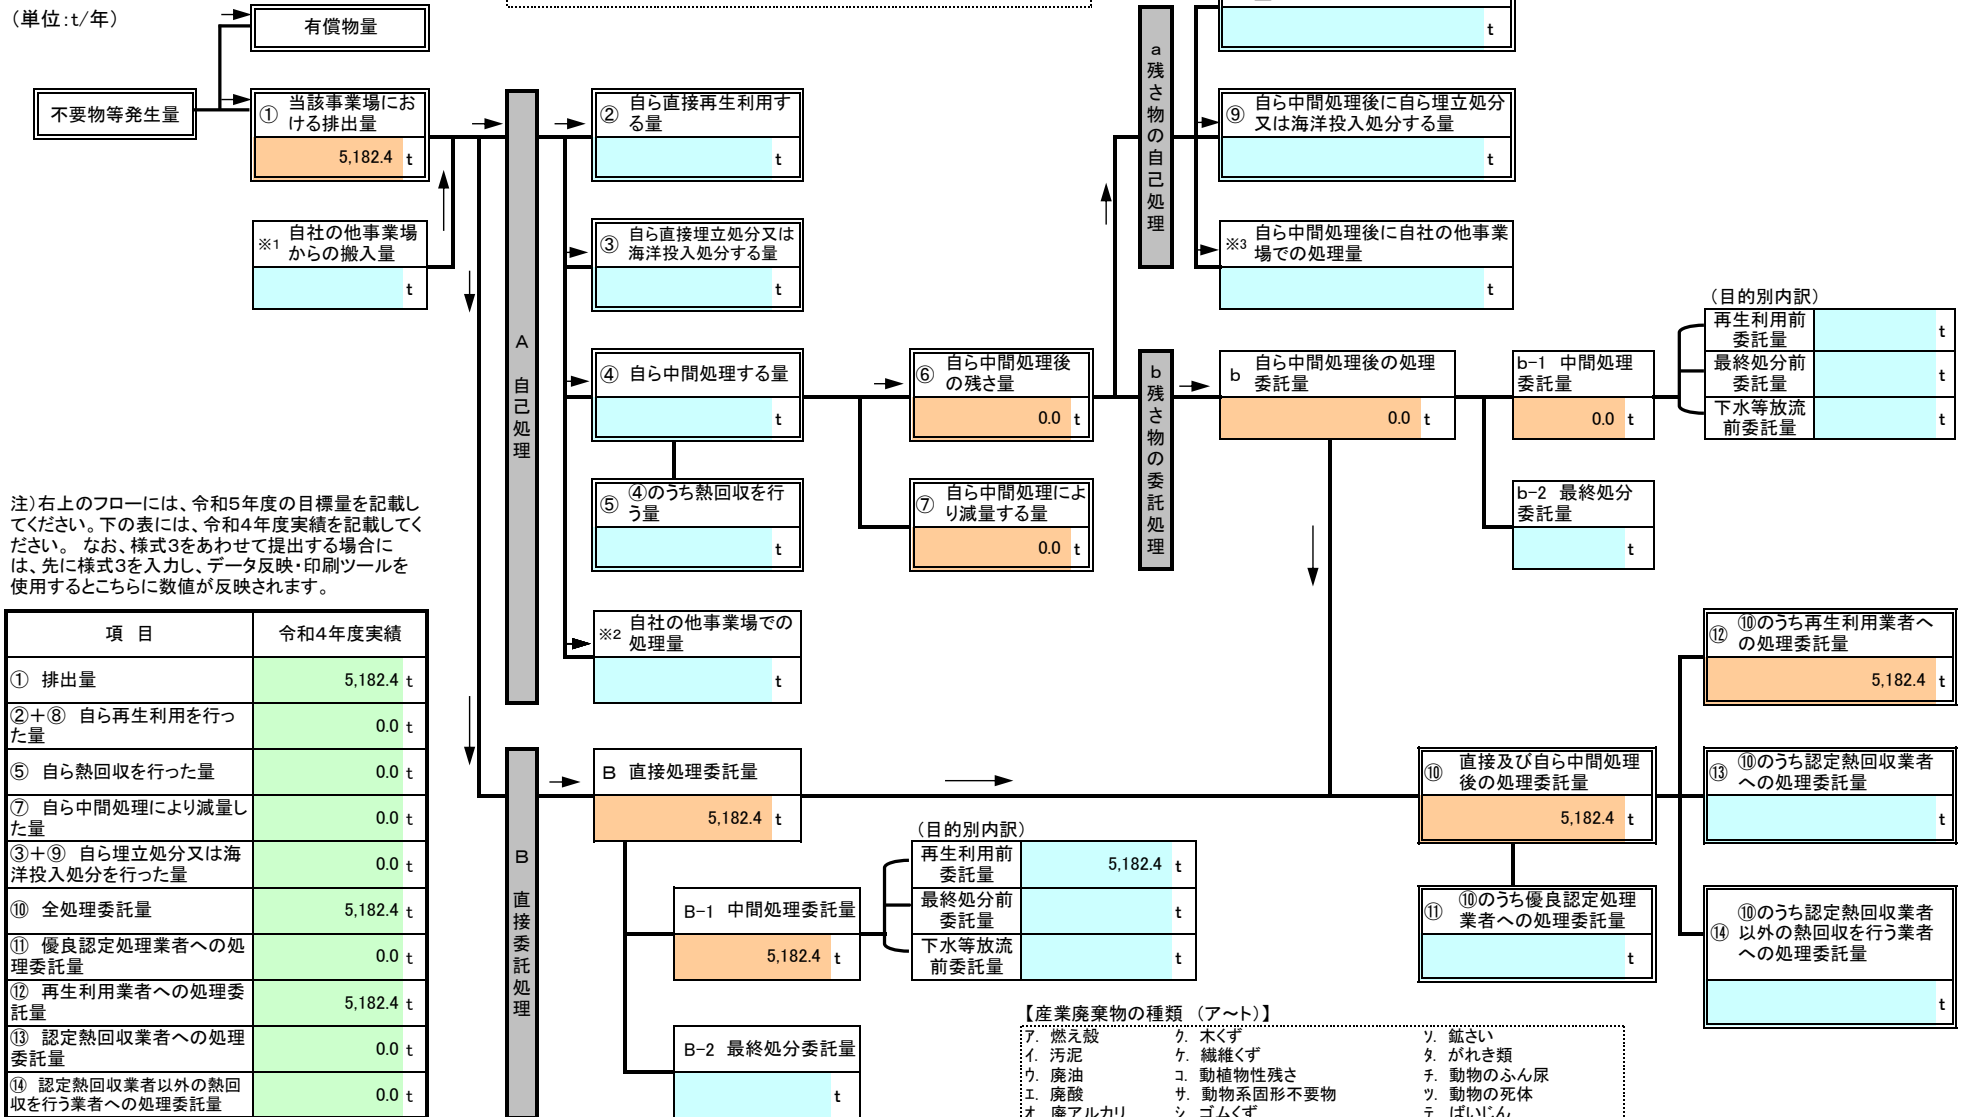 （単位：t/年）
有償物量
不要物等発生量
① 当該事業場にお
ける排出量
5,182.4 t
※1 自社の他事業場
からの搬入量
t
A 自己処理
② 自ら直接再生利用す
る量
t
③ 自ら直接埋立処分又は
海洋投入処分する量
t
④ 自ら中間処理する量
t
⑤ ④のうち熱回収を行
う量
t
※2 自社の他事業場での
処理量
t
⑥ 自ら中間処理後
の残さ量
0.0 t
⑦ 自ら中間処理によ
り減量する量
0.0 t
a 残さ物の自己処理
t
⑨ 自ら中間処理後に自ら埋立処分
又は海洋投入処分する量
t
※3 自ら中間処理後に自社の他事業
場での処理量
t
b 残さ物の委託処理
b 自ら中間処理後の処理
委託量
0.0 t
b-1 中間処理
委託量
0.0 t
b-2 最終処分
委託量
t
（目的別内訳）
再生利用前
委託量
t
最終処分前
委託量
t
下水等放流
前委託量
t
注）右上のフローには、令和5年度の目標量を記載し
てください。下の表には、令和4年度実績を記載してく
ださい。 なお、様式3をあわせて提出する場合に
は、先に様式3を入力し、データ反映・印刷ツールを
使用するとこちらに数値が反映されます。
項 目 令和4年度実績
① 排出量 5,182.4 t
②＋⑧ 自ら再生利用を行っ
た量 0.0 t
⑤ 自ら熱回収を行った量 0.0 t
⑦ 自ら中間処理により減量し
た量 0.0 t
③＋⑨ 自ら埋立処分又は海
洋投入処分を行った量 0.0 t
⑩ 全処理委託量 5,182.4 t
⑪ 優良認定処理業者への処
理委託量 0.0 t
⑫ 再生利用業者への処理委
託量 5,182.4 t
⑬ 認定熱回収業者への処理
委託量 0.0 t
⑭ 認定熱回収業者以外の熱回
収を行う業者への処理委託量 0.0 t
B 直接委託処理
B 直接処理委託量
5,182.4 t
B-1 中間処理委託量
5,182.4 t
B-2 最終処分委託量
t
（目的別内訳）
再生利用前
委託量
5,182.4 t
最終処分前
委託量
t
下水等放流
前委託量
t
⑩ 直接及び自ら中間処理
後の処理委託量
5,182.4 t
⑪ ⑩のうち優良認定処理
業者への処理委託量
t
⑫ ⑩のうち再生利用業者へ
の処理委託量
5,182.4 t
⑬ ⑩のうち認定熱回収業者
への処理委託量
t
⑭ ⑩のうち認定熱回収業者
以外の熱回収を行う業者
への処理委託量
t
【産業廃棄物の種類 （ア～ト）】
ア. 燃え殻 ク. 木くず ソ. 鉱さい
イ. 汚泥 ケ. 繊維くず タ. がれき類
ウ. 廃油 コ. 動植物性残さ チ. 動物のふん尿
エ. 廃酸 サ. 動物系固形不要物 ツ. 動物の死体
オ. 廃アルカリ シ. ゴムくず テ. ばいじん